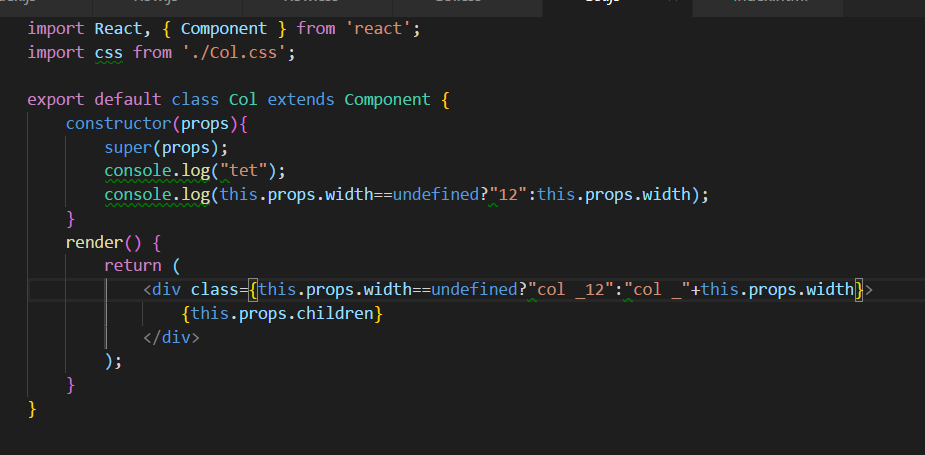 import React, { Component } from 'react';
import css from './Col.css';
export default class Col extends Component {
constructor(props){
super(props);
console.log("tet");
console.log(this.props.width==undefined?"12":this.props.width);
}
render() {
return (
<div class={this.props.width==undefined?"col _12":"col _"+this.props.width}>
{this.props.children}
</div>
);
}
}